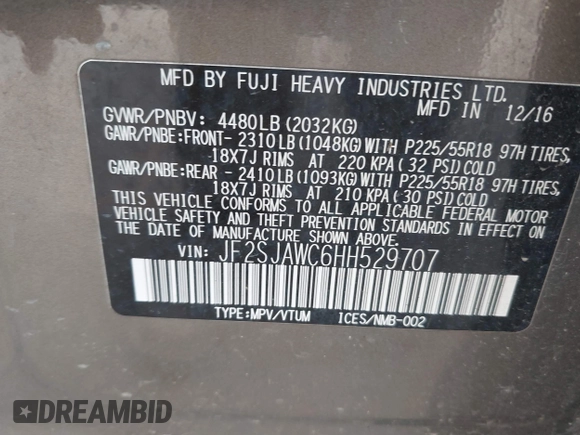 MFD BY FUJI HEAVY INDUSTRIES LTD.
MFD IN 12/16
GVWR/PNBV: 4480LB(2032KG)
GAWR/PNBE:FRONT- 2310LB(1048KG)WITH P225/55R18 97H TIRES,
18X7J RIMS AT 220 KPA(32 PSI)COLD
GAWR/PNBE:REAR - 2410LB(1093KG)WITH P225/55R18 97H TIRES,
18X7J RIMS AT 210 KPA(30 PSI)COLD
THIS VEHICLE CONFORMS TO ALL APPLICABLE FEDERAL MOTOR
VEHICLE SAFETY AND THEFT PREVENTION STANDARDS IN EFFECT ON
THE DATE OF MANUFACTURE SHOWN ABOVE.
VIN: JF2SJAWC6HH529707
TYPE:MPV/VTUM ICES/NMB-002
DREAMBID